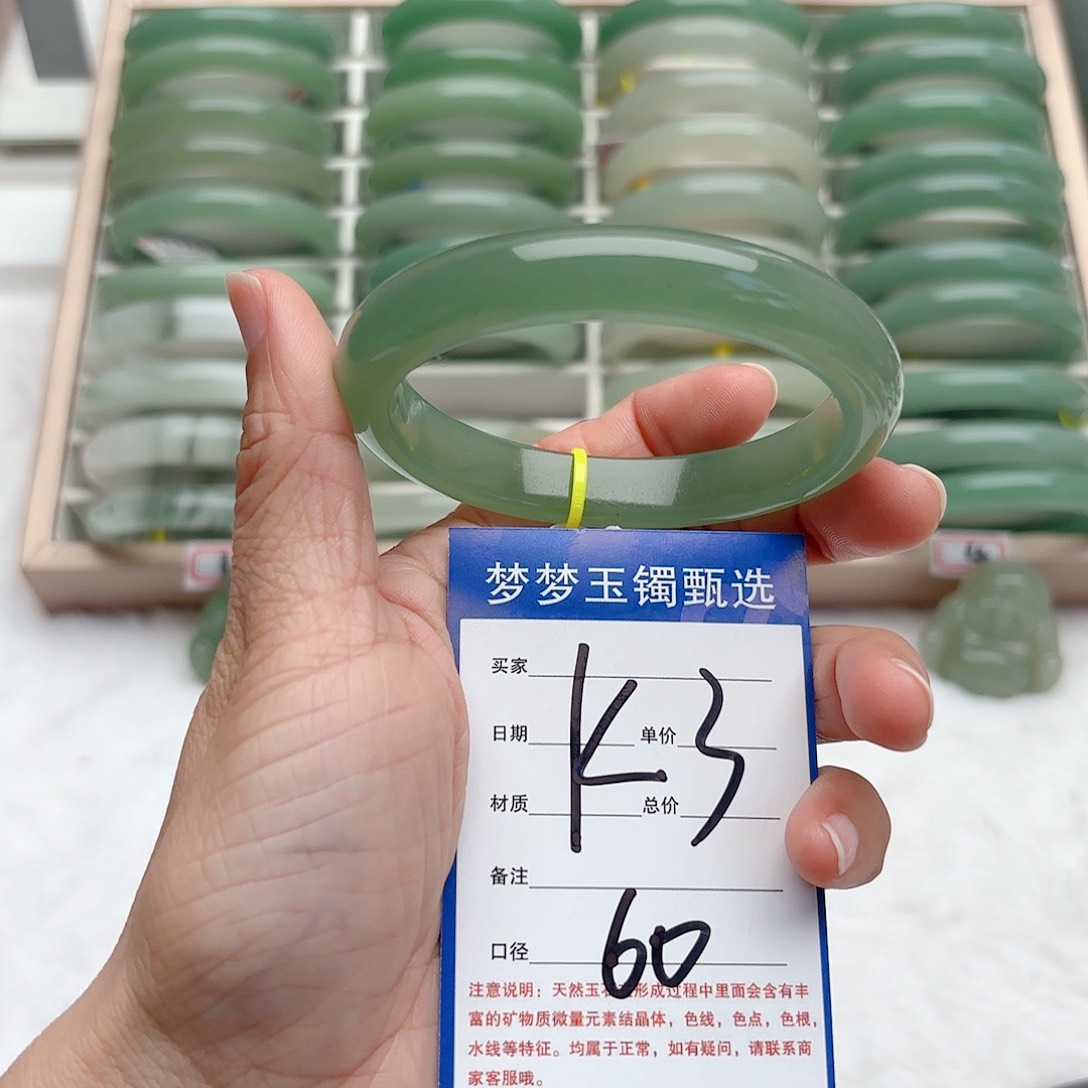 梦梦玉镯甄选
买家
K3
日期 单价
材质 总价
备注
口径 60
注意说明：天然玉石形成过程中里面会含有丰
富的矿物质微量元素结晶体，色线，色点，色根，
水线等特征。均属于正常，如有疑问，请联系商
家客服哦。